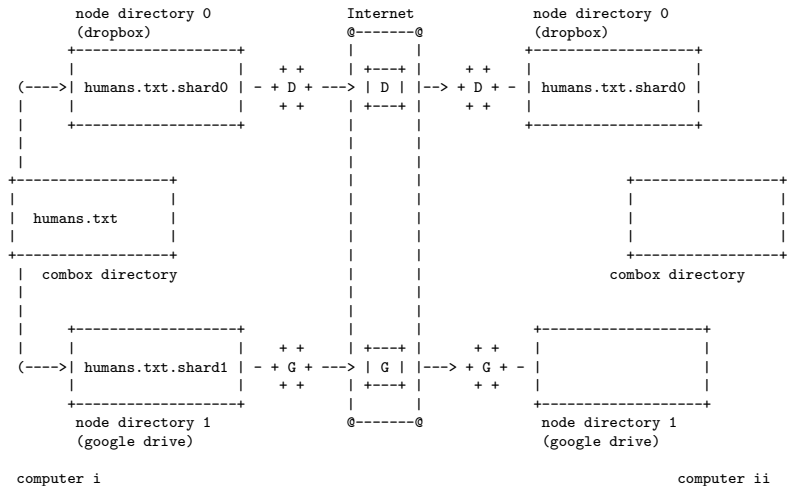 node directory 0 Internet node directory 0
(dropbox) (dropbox)
+ + + +
humans.txt.shard0 + D + D + D + humans.txt.shard0
+ + + +
humans.txt
combox directory combox directory
+ + + +
humans.txt.shard1 + G + G + G +
+ + + +
node directory 1 node directory 1
(google drive) (google drive)
computer i computer ii